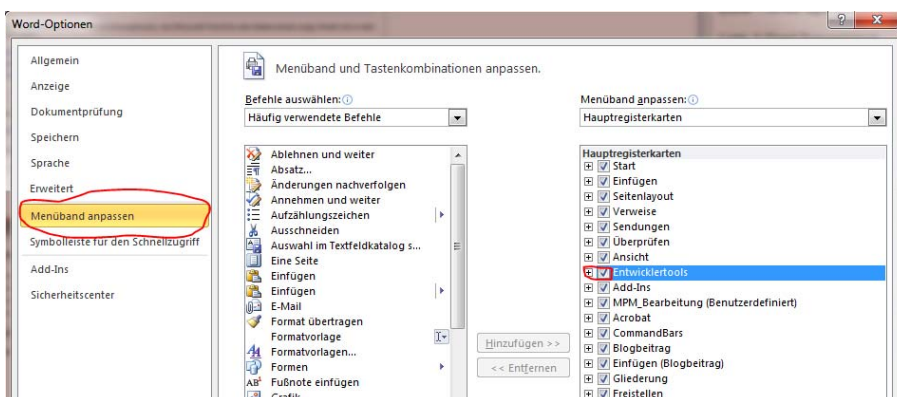 Word-Optionen
Allgemein
Anzeige
Dokumentprüfung
Speichern
Sprache
Erweitert
Menüband anpassen
Symbolleiste für den Schnellzugriff
Add-Ins
Sicherheitscenter
Menüband und Tastenkombinationen anpassen.
Befehle auswählen:
Häufig verwendete Befehle
Ablehnen und weiter
Absatz...
Änderungen nachverfolgen
Annehmen und weiter
Aufzählungszeichen
Ausschneiden
Auswahl im Textfeldkatalog s...
Eine Seite
Einfügen
Einfügen
E-Mail
Format übertragen
Formatvorlage
Formatvorlagen...
Formen
Fußnote einfügen
Grafik
Hinzufügen >>
<< Entfernen
Menüband anpassen:
Hauptregisterkarten
Hauptregisterkarten
Start
Einfügen
Seitenlayout
Verweise
Sendungen
Überprüfen
Ansicht
Entwicklertools
Add-Ins
MPM_Bearbeitung (Benutzerdefiniert)
Acrobat
CommandBars
Blogbeitrag
Einfügen (Blogbeitrag)
Gliederung
Freistellen